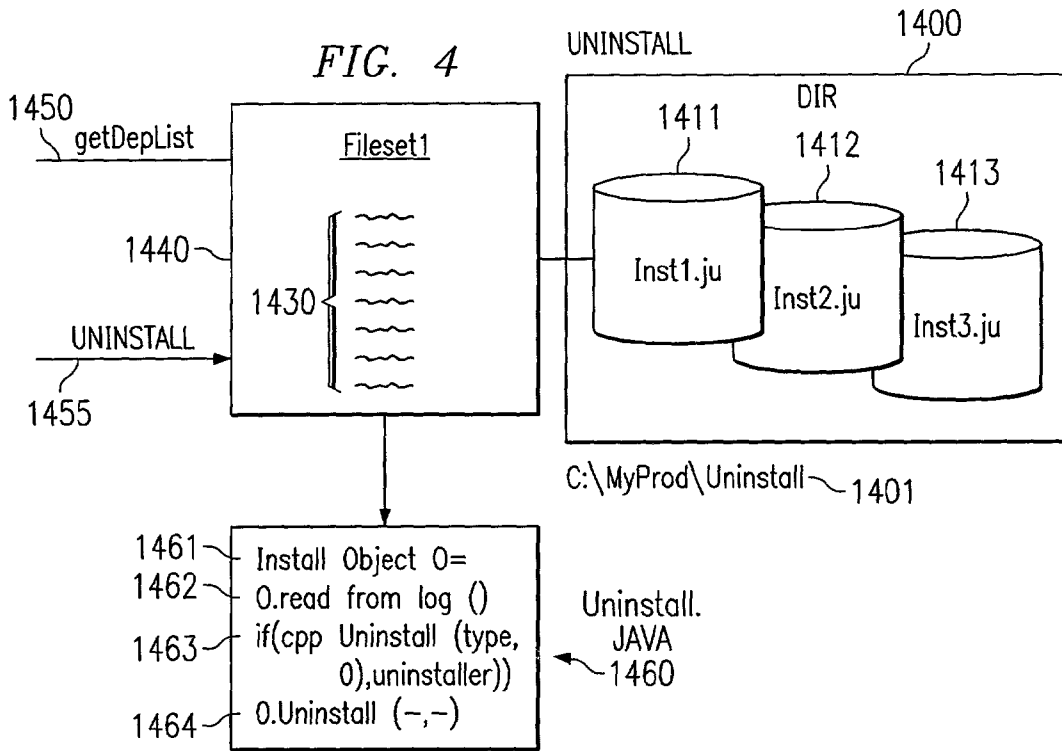 FIG. 4
UNINSTALL
1400
DIR
1450
getDepList
Fileset1
1411
1412
1413
1440
1430
Inst1.ju
Inst2.ju
Inst3.ju
UNINSTALL
1455
C:\MyProd\Uninstall
1401
1461
Install Object O=
1462
O.read from log ()
1463
if(cpp Uninstall (type,
O),uninstaller))
1464
O.Uninstall (–,–)
Uninstall.
JAVA
1460